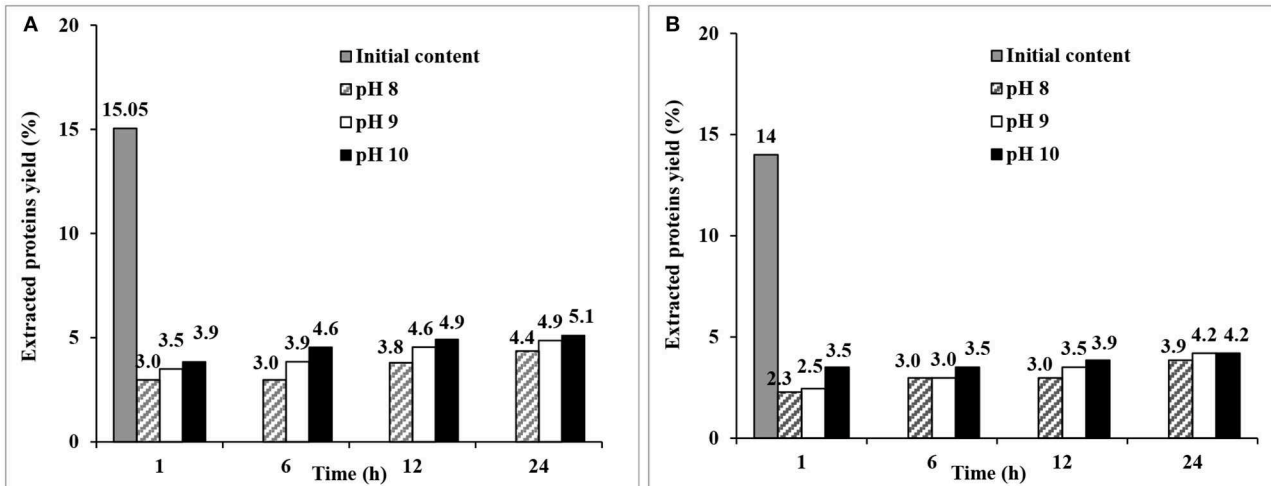 A
Extracted proteins yield (%)
20
15
10
5
0
Initial content
pH 8
pH 9
pH 10
15.05
3.0 3.5 3.9
3.0 3.9 4.6
3.8 4.6 4.9
4.4 4.9 5.1
1 6 12 24
Time (h)
B
Extracted proteins yield (%)
20
15
10
5
0
Initial content
pH 8
pH 9
pH 10
14
2.3 2.5 3.5
3.0 3.0 3.5
3.0 3.5 3.9
3.9 4.2 4.2
1 6 12 24
Time (h)